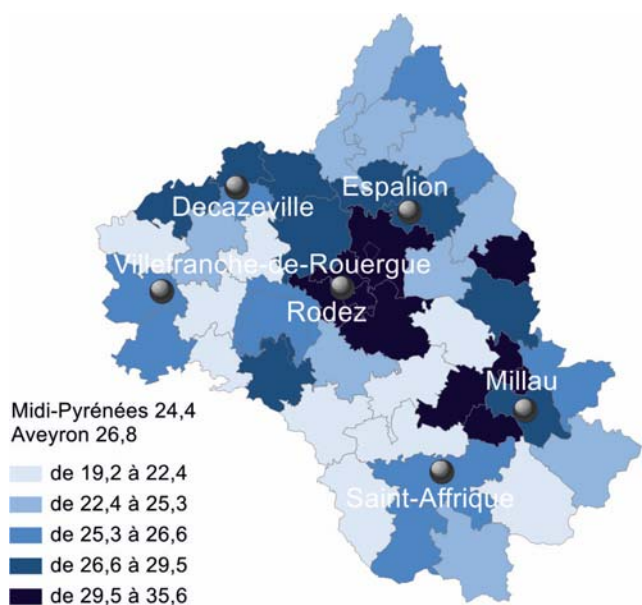 Espalion
Decazeville
Villefranche-de-Rouergue
Rodez
Millau
Saint-Affrique
Midi-Pyrénées 24,4
Aveyron 26,8
de 19,2 à 22,4
de 22,4 à 25,3
de 25,3 à 26,6
de 26,6 à 29,5
de 29,5 à 35,6